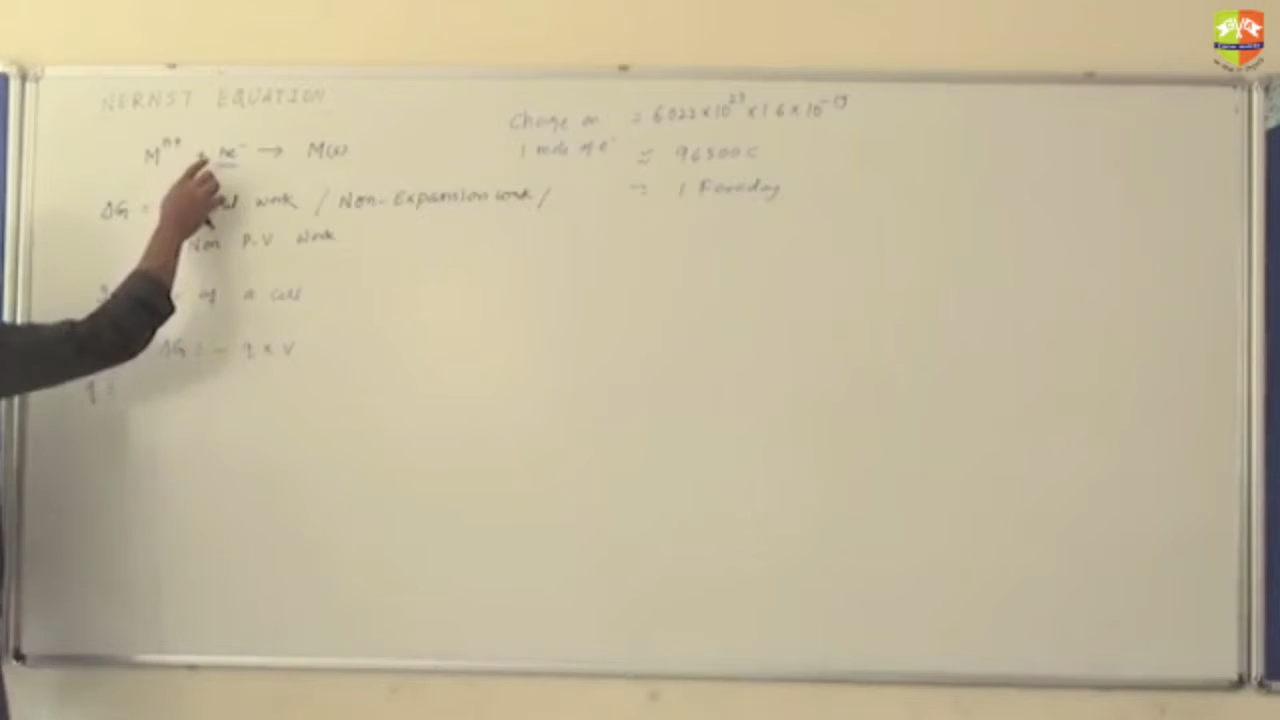 NERNST EQUATION
Mⁿ⁺ + ne⁻ → M(s)
ΔG = work / Non-Expansion work /
Non P-V work
of a cell
ΔG = - q × V
q =
Charge on = 6.022×10²³ × 1.6×10⁻¹⁹
1 mole of e⁻ ≈ 96500 C
≈ 1 Faraday